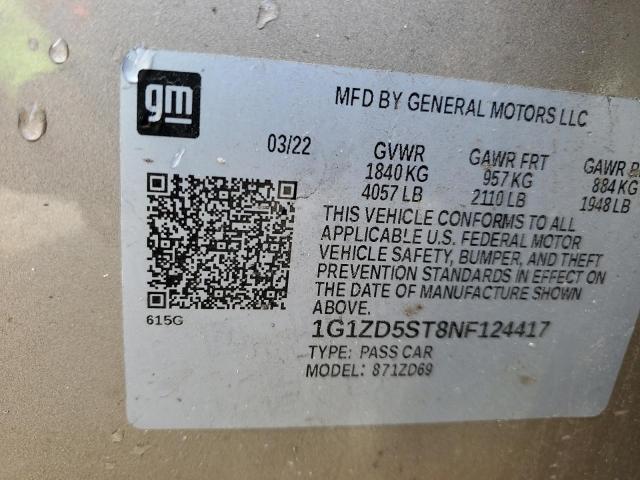 gm
MFD BY GENERAL MOTORS LLC
03/22
GVWR
1840 KG
4057 LB
GAWR FRT
957 KG
2110 LB
GAWR
884 KG
1948 LB
THIS VEHICLE CONFORMS TO ALL
APPLICABLE U.S. FEDERAL MOTOR
VEHICLE SAFETY, BUMPER, AND THEFT
PREVENTION STANDARDS IN EFFECT ON
THE DATE OF MANUFACTURE SHOWN
ABOVE.
615G
1G1ZD5ST8NF124417
TYPE: PASS CAR
MODEL: 871ZD69